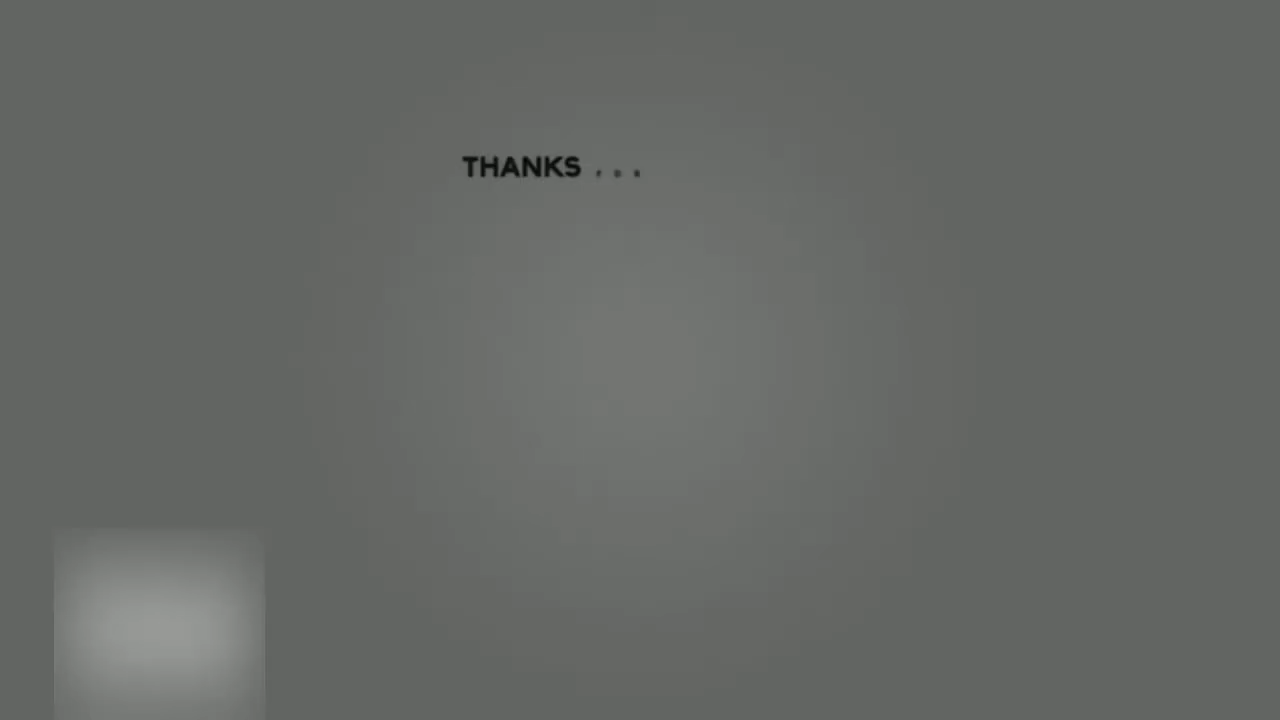 THANKS . . .